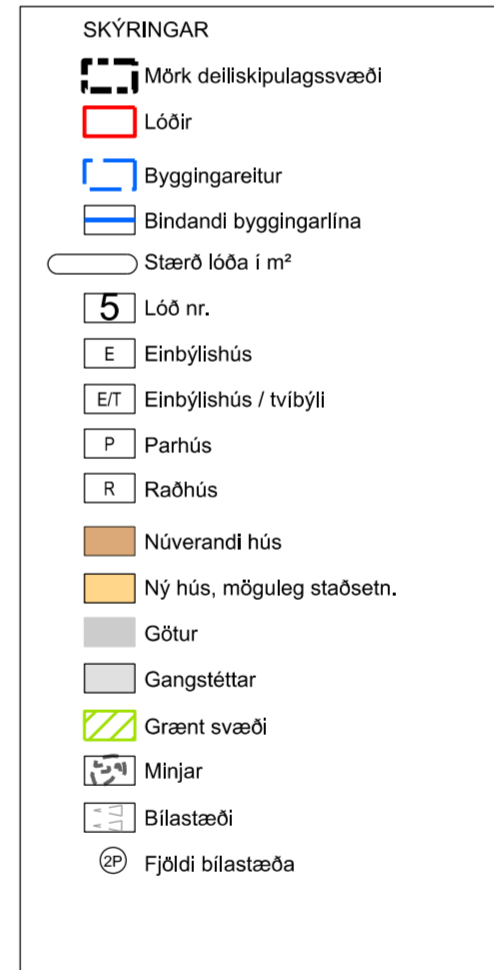 SKÝRINGAR
Mörk deiliskipulagssvæði
Lóðir
Byggingareitur
Bindandi byggingarlína
Stærð lóða í m²
5 Lóð nr.
E Einbýlishús
E/T Einbýlishús / tvíbýli
P Parhús
R Raðhús
Núverandi hús
Ný hús, möguleg staðsetn.
Götur
Gangstéttar
Grænt svæði
Minjar
Bílastæði
2P Fjöldi bílastæða